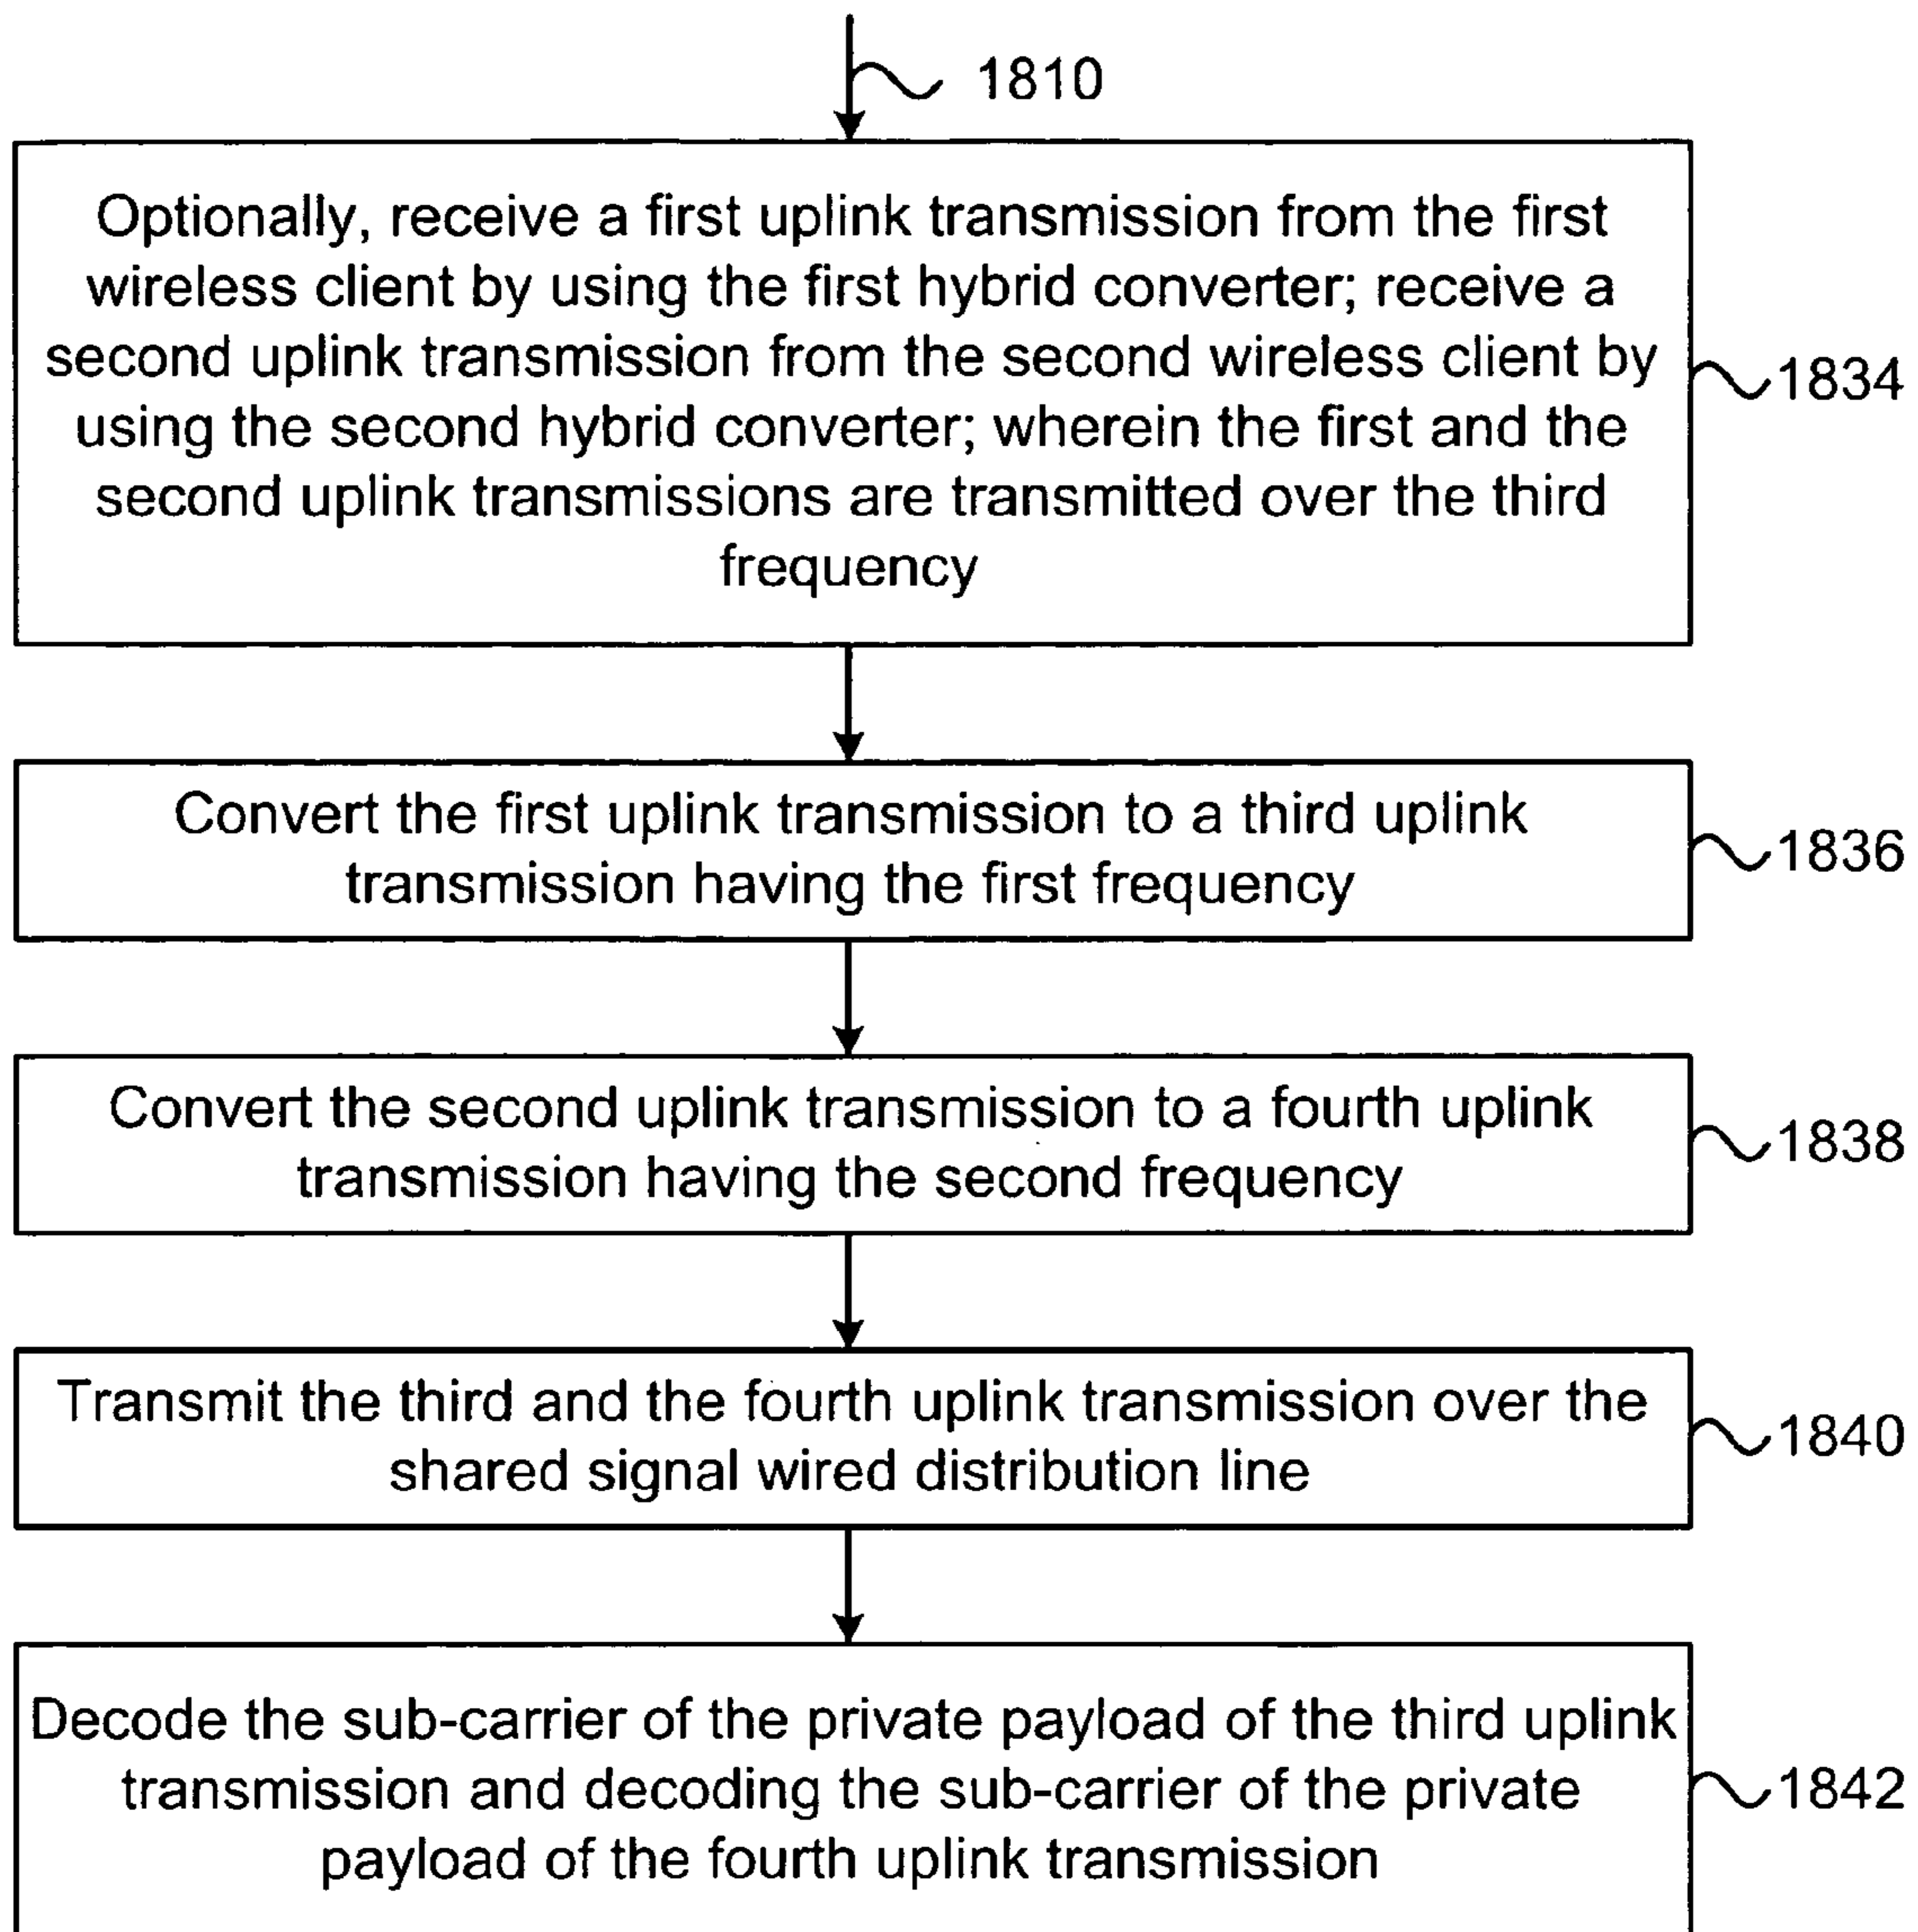 1810
Optionally, receive a first uplink transmission from the first
wireless client by using the first hybrid converter; receive a
second uplink transmission from the second wireless client by
using the second hybrid converter; wherein the first and the
second uplink transmissions are transmitted over the third
frequency
1834
Convert the first uplink transmission to a third uplink
transmission having the first frequency
1836
Convert the second uplink transmission to a fourth uplink
transmission having the second frequency
1838
Transmit the third and the fourth uplink transmission over the
shared signal wired distribution line
1840
Decode the sub-carrier of the private payload of the third uplink
transmission and decoding the sub-carrier of the private
payload of the fourth uplink transmission
1842